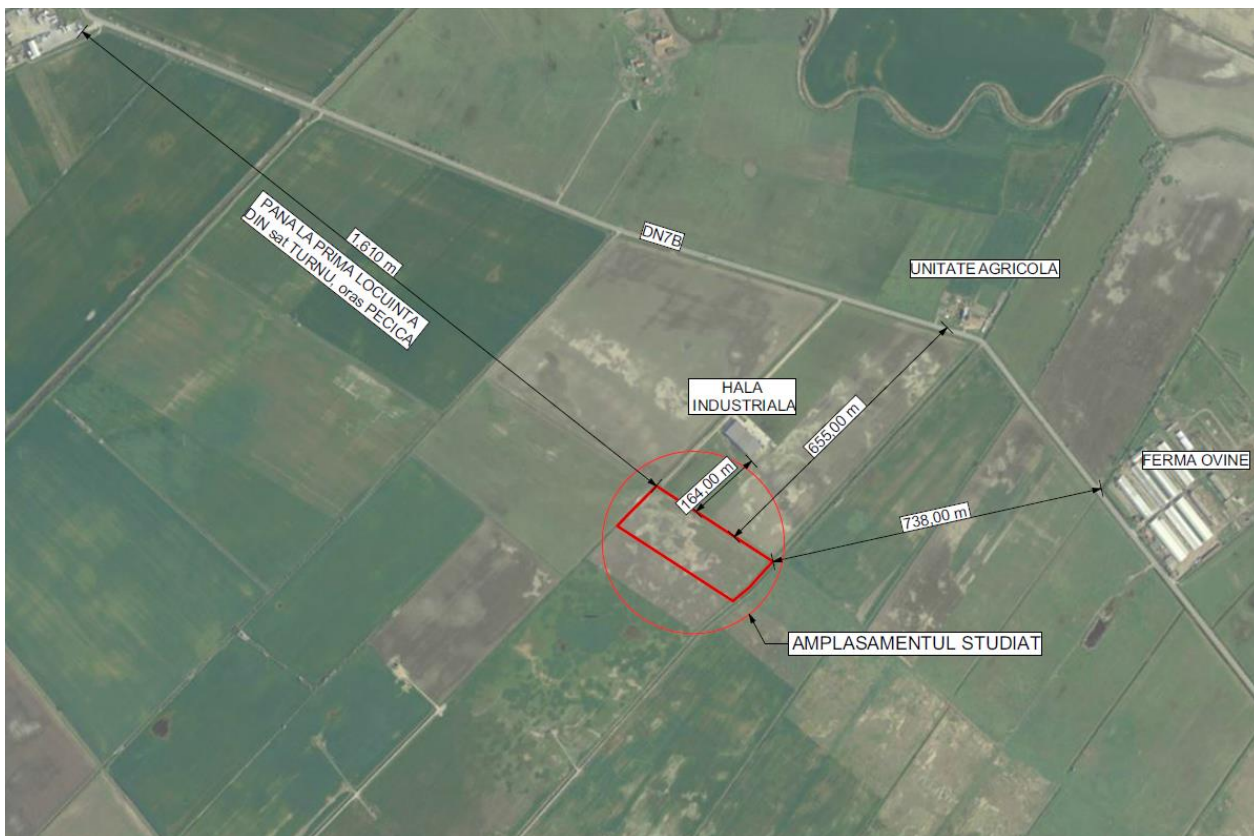 PANA LA PRIMA LOCUINTA
DIN sat TURNU, oras PECICA
1,610 m
DN7B
UNITATE AGRICOLA
HALA
INDUSTRIALA
655,00 m
164,00 m
FERMA OVINE
738,00 m
AMPLASAMENTUL STUDIAT